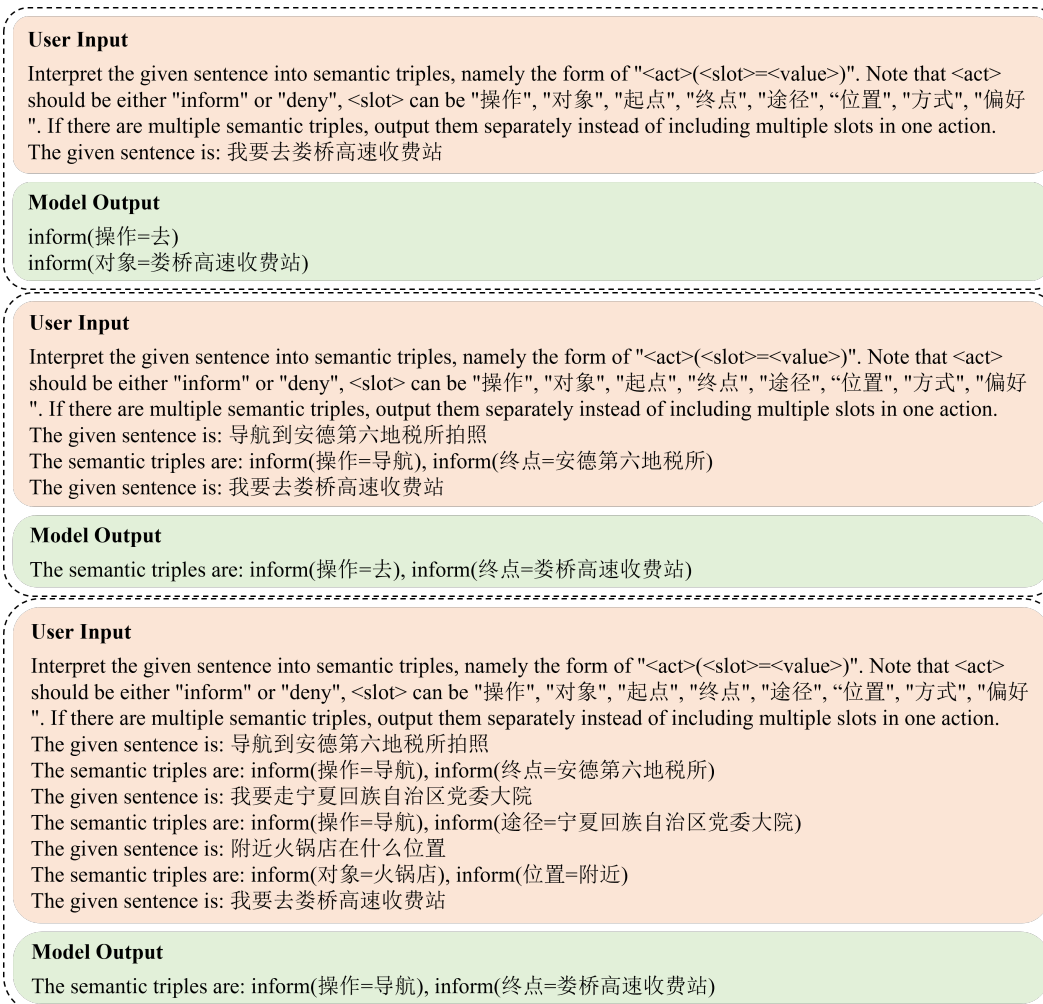 User Input
Interpret the given sentence into semantic triples, namely the form of "<act>(<slot>=<value>)". Note that <act>
should be either "inform" or "deny", <slot> can be "操作", "对象", "起点", "终点", "途径", “位置", "方式", "偏好
". If there are multiple semantic triples, output them separately instead of including multiple slots in one action.
The given sentence is: 我要去娄桥高速收费站
Model Output
inform(操作=去)
inform(对象=娄桥高速收费站)
User Input
Interpret the given sentence into semantic triples, namely the form of "<act>(<slot>=<value>)". Note that <act>
should be either "inform" or "deny", <slot> can be "操作", "对象", "起点", "终点", "途径", “位置", "方式", "偏好
". If there are multiple semantic triples, output them separately instead of including multiple slots in one action.
The given sentence is: 导航到安德第六地税所拍照
The semantic triples are: inform(操作=导航), inform(终点=安德第六地税所)
The given sentence is: 我要去娄桥高速收费站
Model Output
The semantic triples are: inform(操作=去), inform(终点=娄桥高速收费站)
User Input
Interpret the given sentence into semantic triples, namely the form of "<act>(<slot>=<value>)". Note that <act>
should be either "inform" or "deny", <slot> can be "操作", "对象", "起点", "终点", "途径", “位置", "方式", "偏好
". If there are multiple semantic triples, output them separately instead of including multiple slots in one action.
The given sentence is: 导航到安德第六地税所拍照
The semantic triples are: inform(操作=导航), inform(终点=安德第六地税所)
The given sentence is: 我要走宁夏回族自治区党委大院
The semantic triples are: inform(操作=导航), inform(途径=宁夏回族自治区党委大院)
The given sentence is: 附近火锅店在什么位置
The semantic triples are: inform(对象=火锅店), inform(位置=附近)
The given sentence is: 我要去娄桥高速收费站
Model Output
The semantic triples are: inform(操作=导航), inform(终点=娄桥高速收费站)